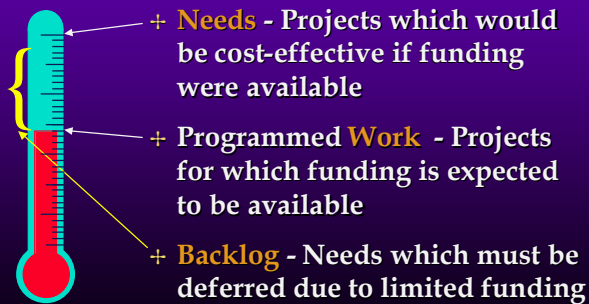 Needs - Projects which would
be cost-effective if funding
were available
Programmed Work - Projects
for which funding is expected
to be available
Backlog - Needs which must be
deferred due to limited funding